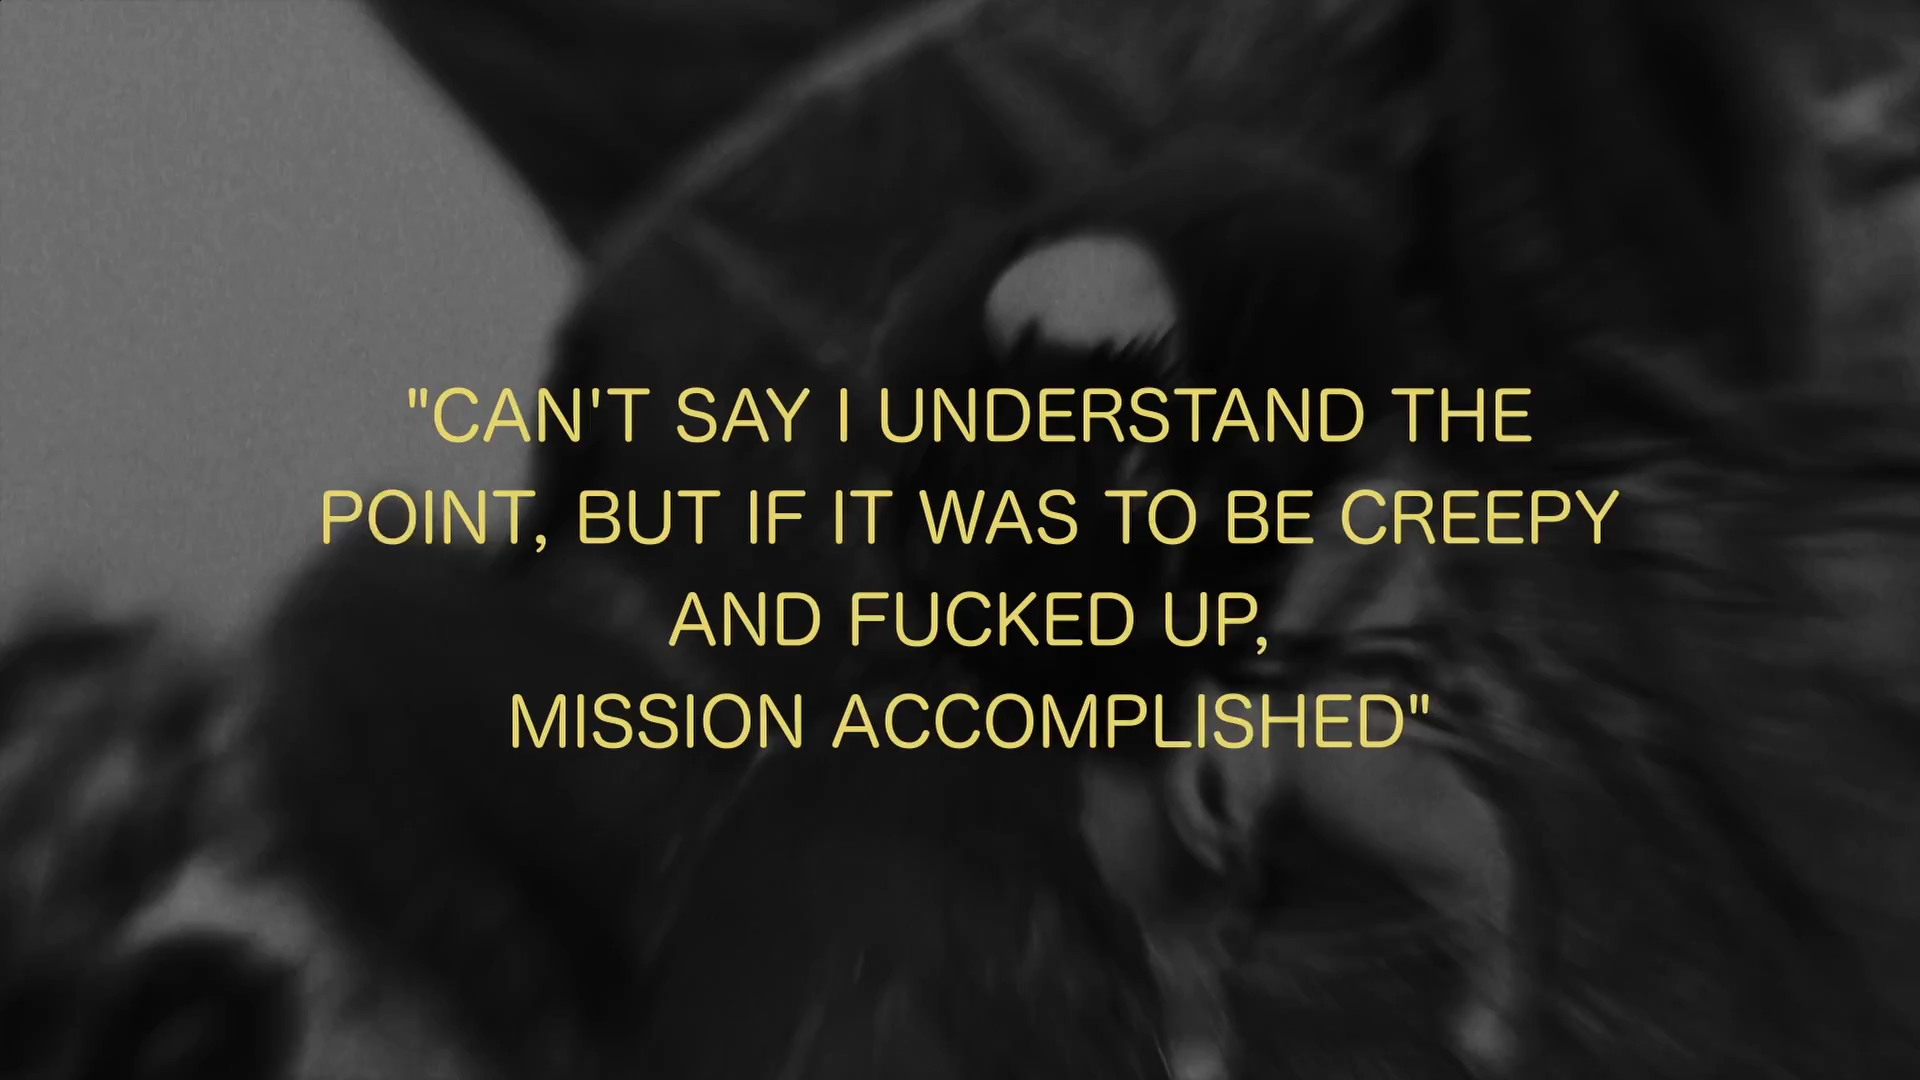 "CAN'T SAY I UNDERSTAND THE
POINT, BUT IF IT WAS TO BE CREEPY
AND FUCKED UP,
MISSION ACCOMPLISHED"